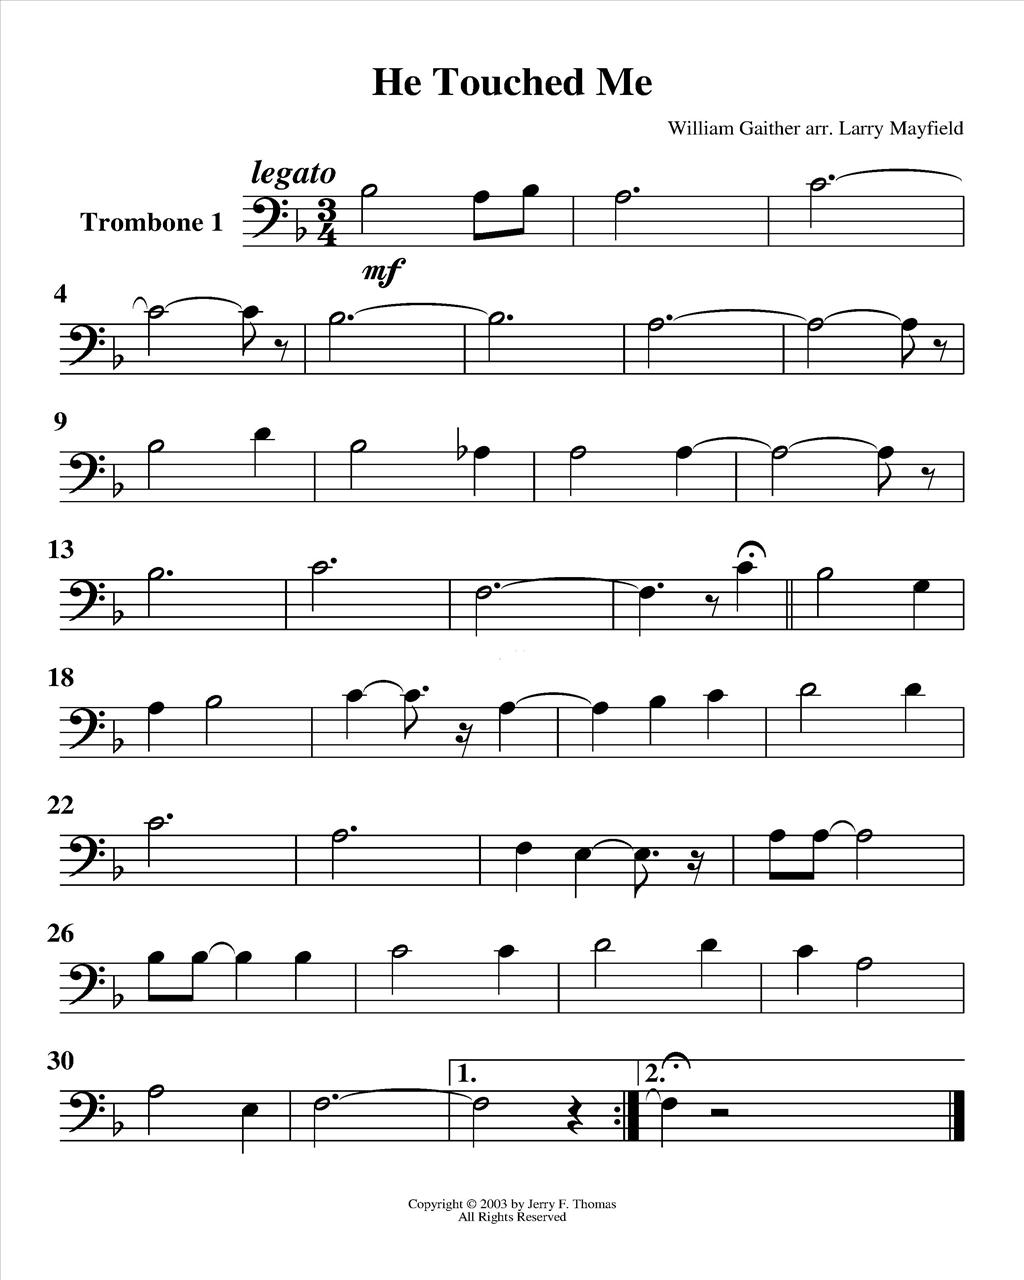 He Touched Me
William Gaither arr. Larry Mayfield
legato
Trombone 1
3
4
mf
4
9
13
18
22
26
30
1.
2.
Copyright © 2003 by Jerry F. Thomas
All Rights Reserved